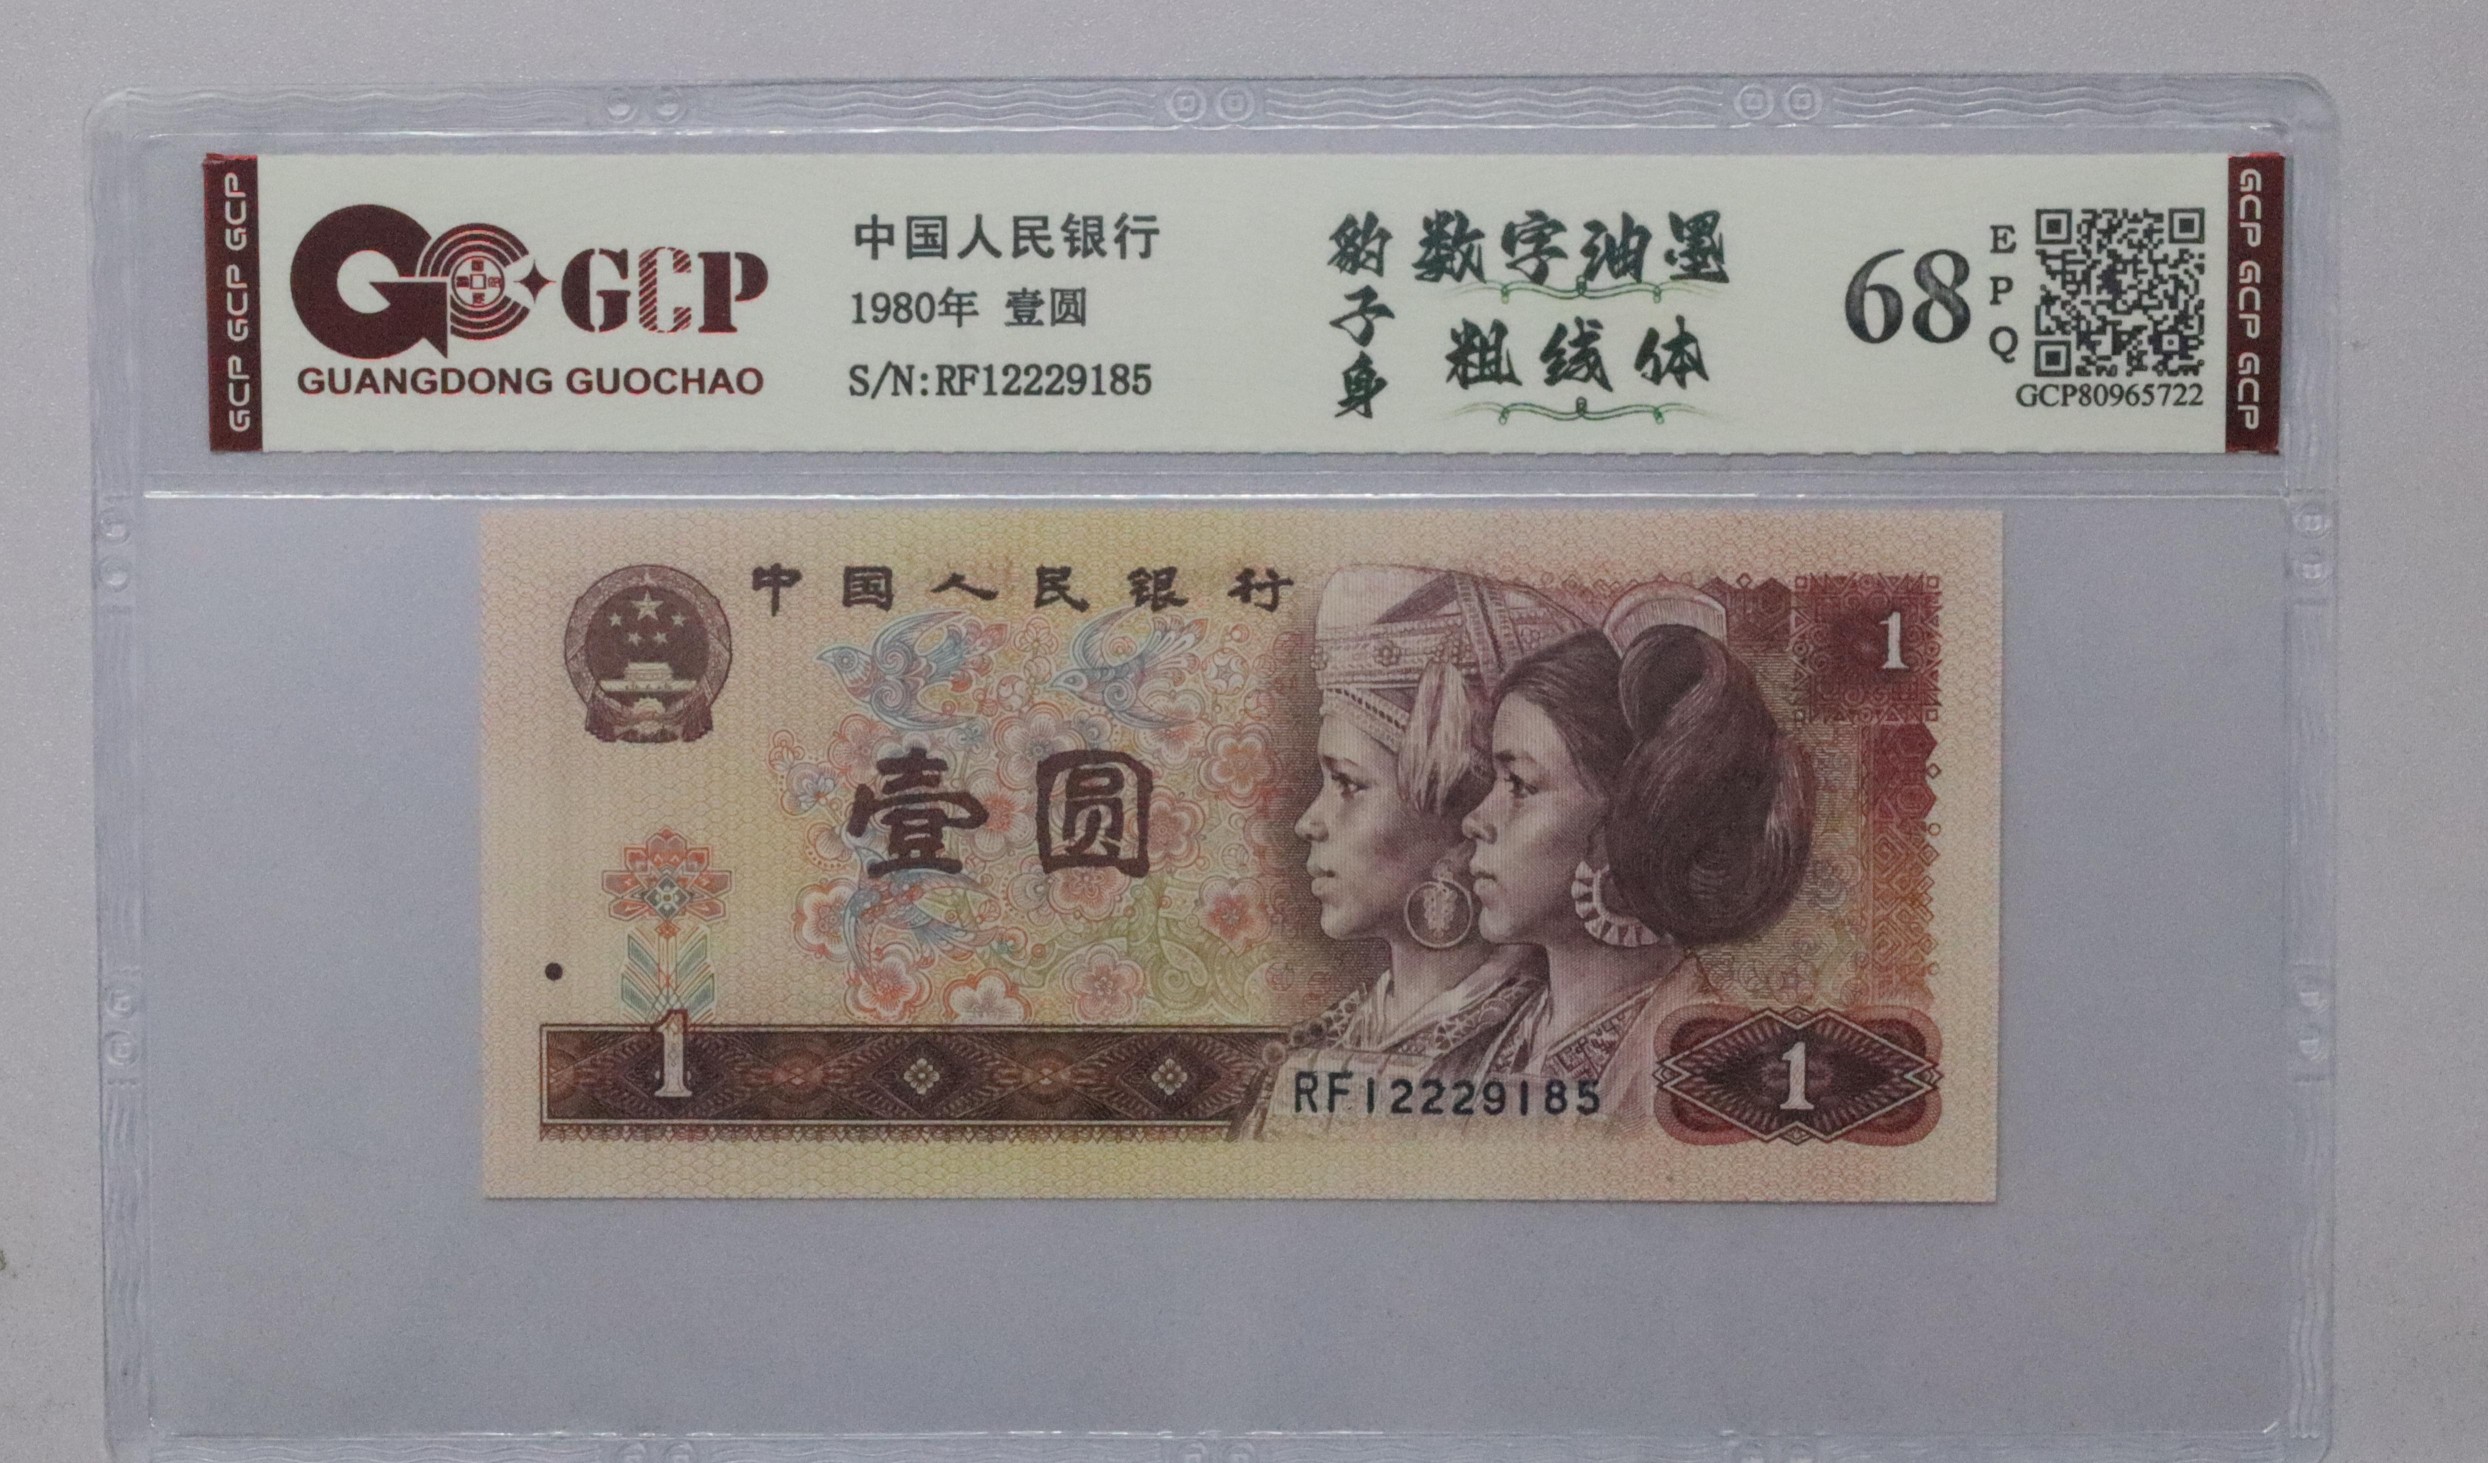 GCP GCP GCP
GCP
GUANGDONG GUOCHAO
中国人民银行
1980年 壹圆
S/N:RF12229185
豹子身
数字油墨
粗线体
68
EPQ
GCP80965722
GCP GCP GCP
中国人民银行
1
壹圆
1
RF12229185
1